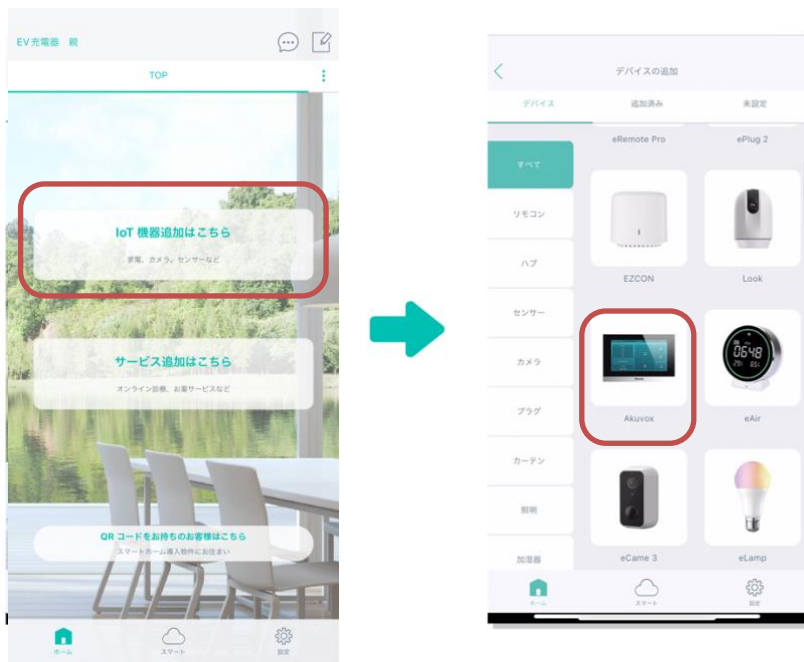 EV充電器 親
TOP
IoT 機器追加はこちら
家電、カメラ、センサーなど
サービス追加はこちら
オンライン診療、お薬サービスなど
QR コードをお持ちのお客様はこちら
スマートホーム導入物件にお住まい
ホーム
スマート
設定
デバイスの追加
デバイス
追加済み
未設定
すべて
リモコン
ハブ
センサー
カメラ
プラグ
カーテン
照明
加湿器
eRemote Pro
ePlug 2
EZCON
Look
Akuvox
0648
eAir
eCame 3
eLamp
ホーム
スマート
設定